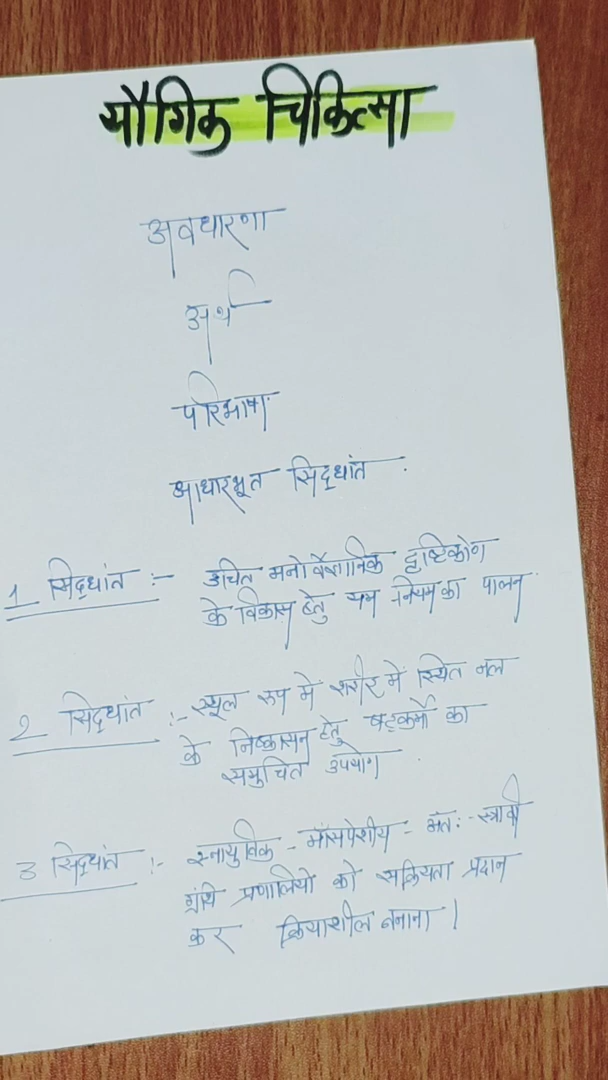 यौगिक चिकित्सा
अवधारणा
अर्थ
परिभाषा
आधारभूत सिद्धांत .
1 सिद्धांत :- उचित मनोवैज्ञानिक दृष्टिकोण
के विकास हेतु यम नियम का पालन
2 सिद्धांत :- स्थूल रूप में शरीर में स्थित मल
के निष्कासन हेतु षट्कर्मो का
समुचित उपयोग
3 सिद्धांत :- स्नायुविक - मांसपेशीय - अंतः - स्त्रावी
ग्रंथि प्रणालियो को सक्रियता प्रदान
कर क्रियाशील बनाना।